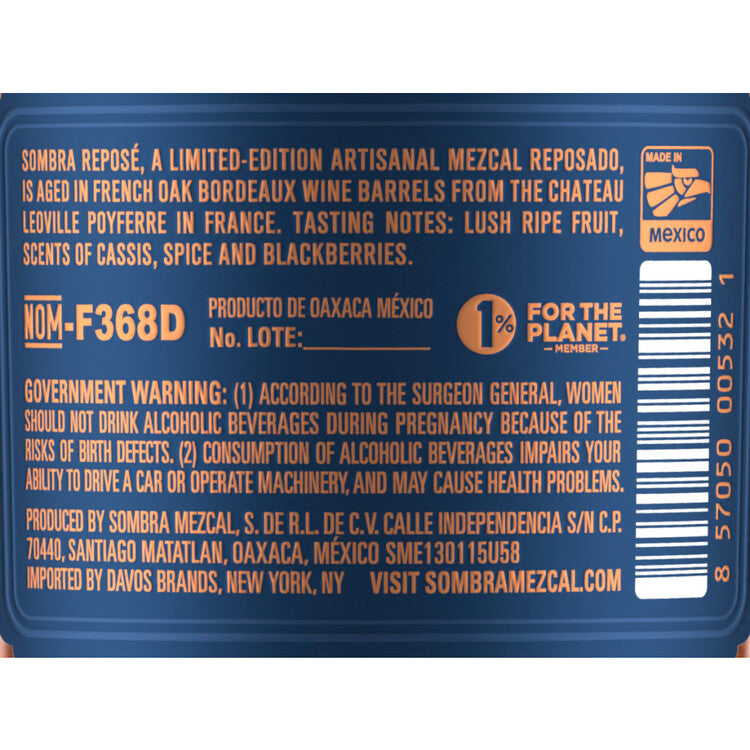 SOMBRA REPOSÉ, A LIMITED-EDITION ARTISANAL MEZCAL REPOSADO,
IS AGED IN FRENCH OAK BORDEAUX WINE BARRELS FROM THE CHATEAU
LEOVILLE POYFERRE IN FRANCE. TASTING NOTES: LUSH RIPE FRUIT,
SCENTS OF CASSIS, SPICE AND BLACKBERRIES.
MADE IN
MEXICO
NOM-F368D
PRODUCTO DE OAXACA MÉXICO
No. LOTE:__________
1%
FOR THE
PLANET®
MEMBER
GOVERNMENT WARNING: (1) ACCORDING TO THE SURGEON GENERAL, WOMEN
SHOULD NOT DRINK ALCOHOLIC BEVERAGES DURING PREGNANCY BECAUSE OF THE
RISKS OF BIRTH DEFECTS. (2) CONSUMPTION OF ALCOHOLIC BEVERAGES IMPAIRS YOUR
ABILITY TO DRIVE A CAR OR OPERATE MACHINERY, AND MAY CAUSE HEALTH PROBLEMS.
PRODUCED BY SOMBRA MEZCAL, S. DE R.L. DE C.V. CALLE INDEPENDENCIA S/N C.P.
70440, SANTIAGO MATATLAN, OAXACA, MÉXICO SME130115U58
IMPORTED BY DAVOS BRANDS, NEW YORK, NY VISIT SOMBRAMEZCAL.COM
8 57050 00532 1